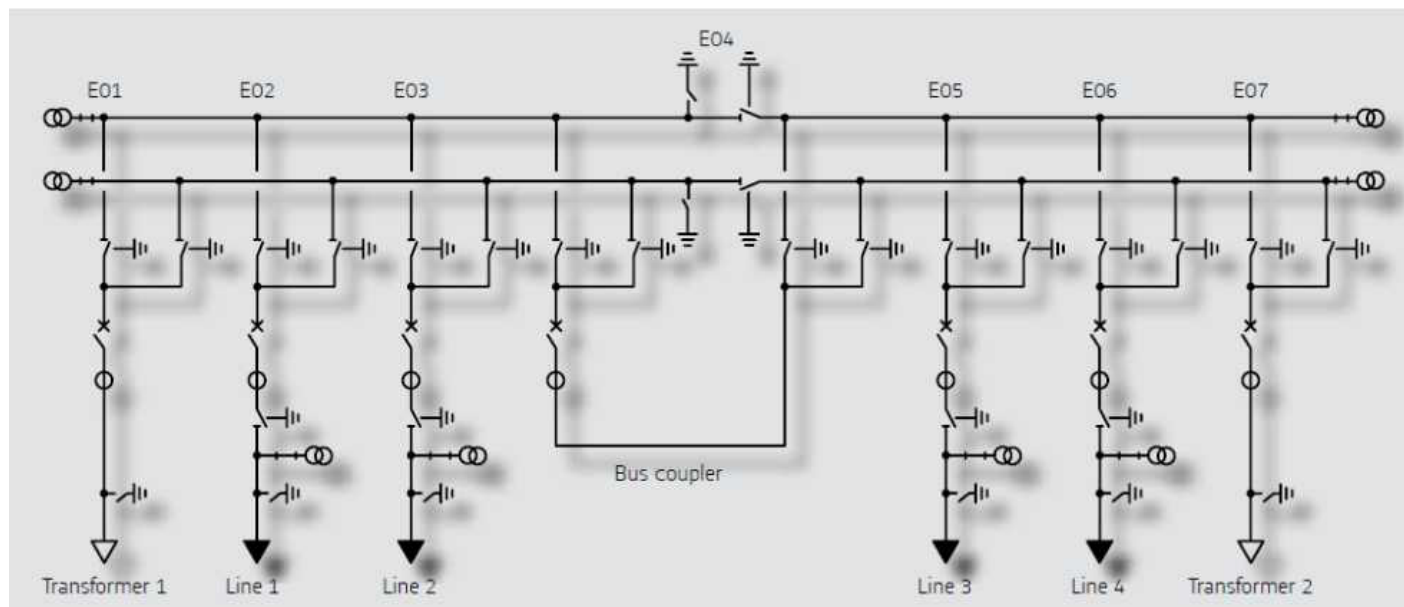 E04
E01 E02 E03 E05 E06 E07
Bus coupler
Transformer 1 Line 1 Line 2 Line 3 Line 4 Transformer 2